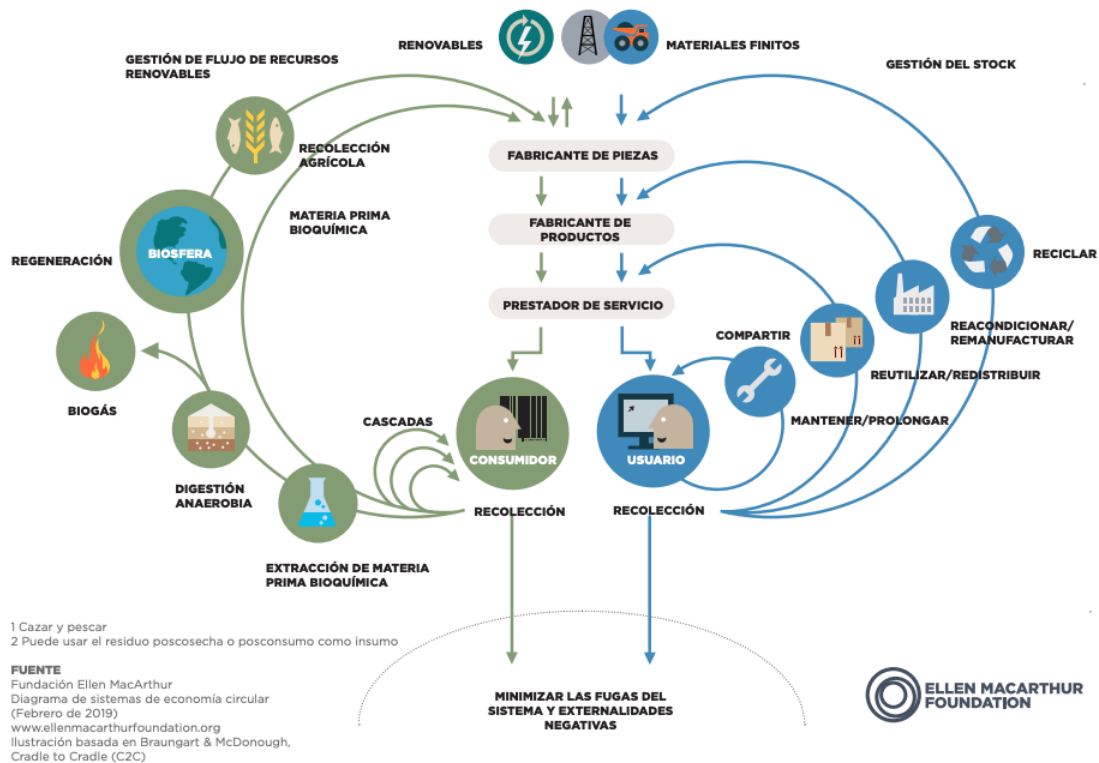 RENOVABLES
MATERIALES FINITOS
GESTIÓN DE FLUJO DE RECURSOS
RENOVABLES
GESTIÓN DEL STOCK
RECOLECCIÓN
AGRÍCOLA
FABRICANTE DE PIEZAS
MATERIA PRIMA
BIOQUÍMICA
FABRICANTE DE
PRODUCTOS
REGENERACIÓN
BIOSFERA
RECICLAR
PRESTADOR DE SERVICIO
REACONDICIONAR/
REMANUFACTURAR
COMPARTIR
REUTILIZAR/REDISTRIBUIR
BIOGÁS
CASCADAS
MANTENER/PROLONGAR
CONSUMIDOR
USUARIO
DIGESTIÓN
ANAEROBIA
RECOLECCIÓN
RECOLECCIÓN
EXTRACCIÓN DE MATERIA
PRIMA BIOQUÍMICA
1 Cazar y pescar
2 Puede usar el residuo poscosecha o posconsumo como insumo
FUENTE
Fundación Ellen MacArthur
Diagrama de sistemas de economía circular
(Febrero de 2019)
www.ellenmacarthurfoundation.org
Ilustración basada en Braungart & McDonough,
Cradle to Cradle (C2C)
MINIMIZAR LAS FUGAS DEL
SISTEMA Y EXTERNALIDADES
NEGATIVAS
ELLEN MACARTHUR
FOUNDATION